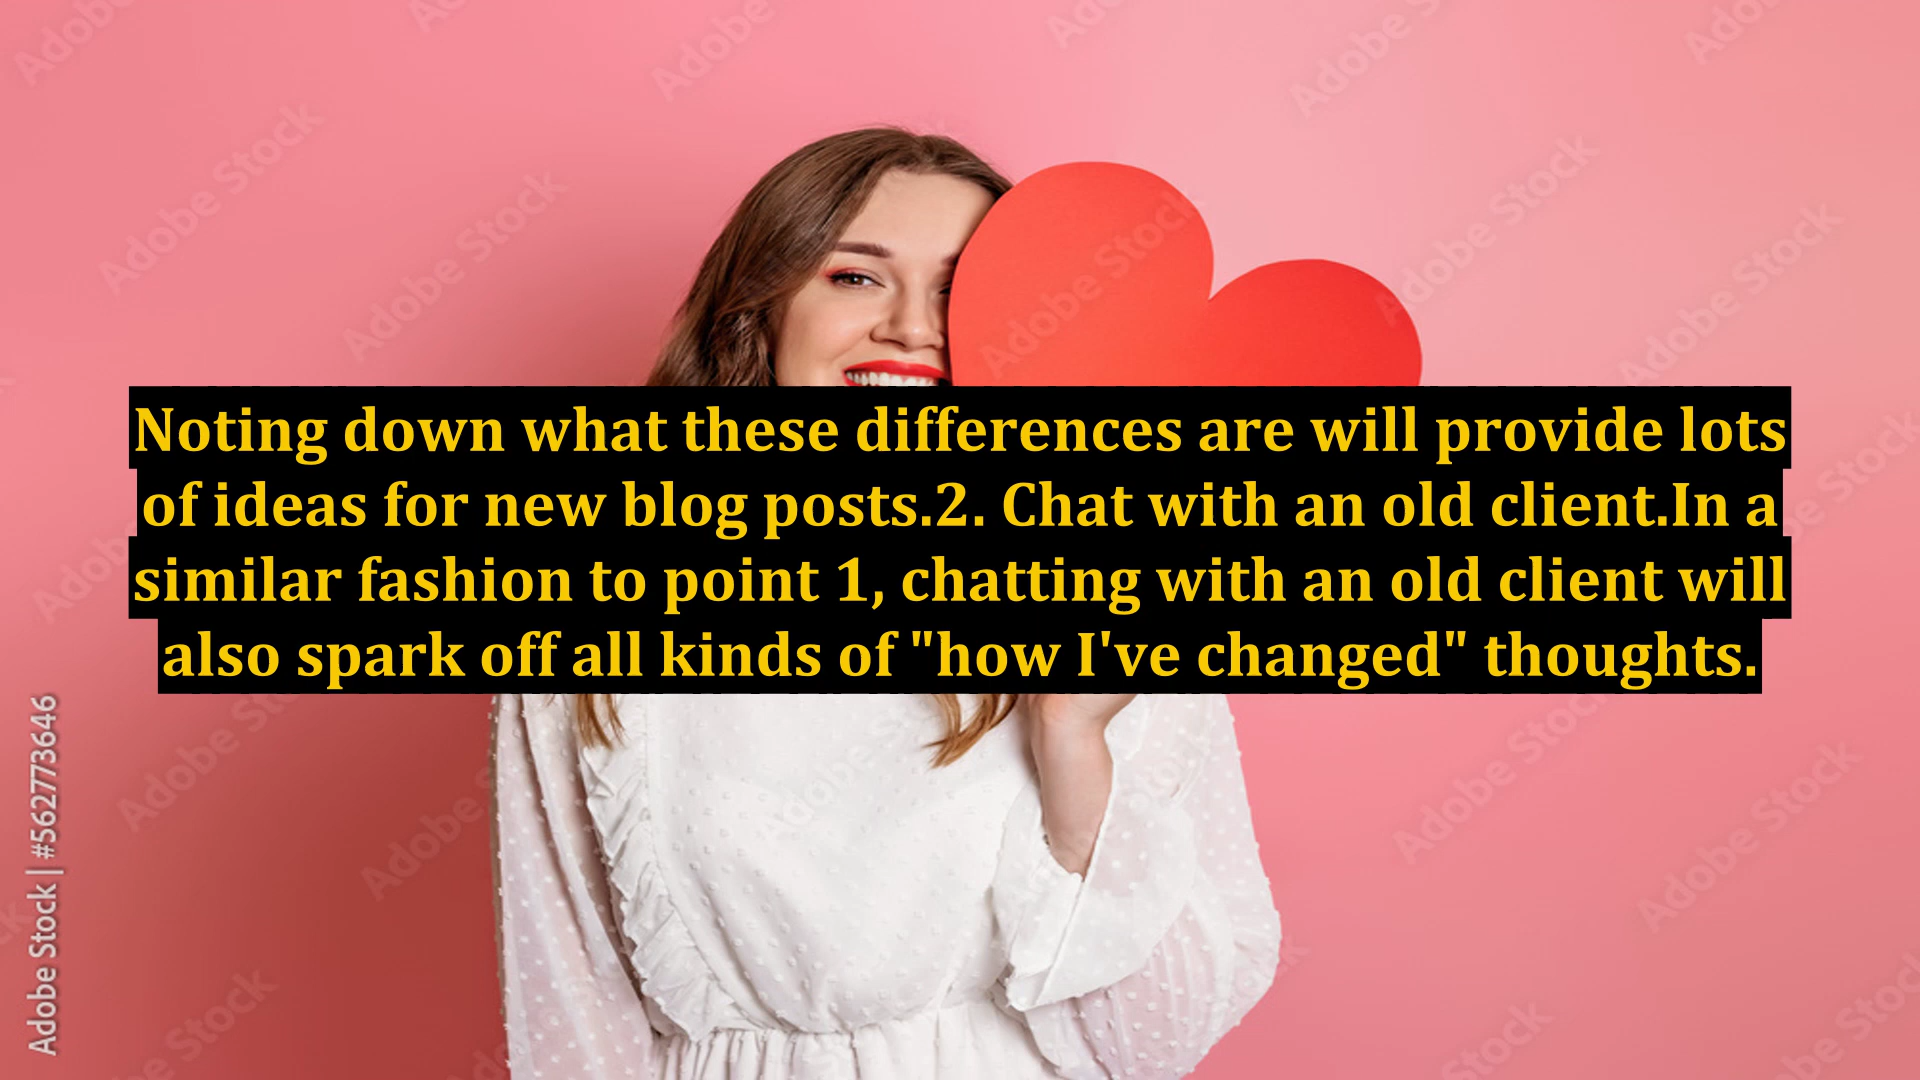 Noting down what these differences are will provide lots
of ideas for new blog posts.2. Chat with an old client.In a
similar fashion to point 1, chatting with an old client will
also spark off all kinds of "how I've changed" thoughts.
Adobe Stock | #562773646
Adobe Stock